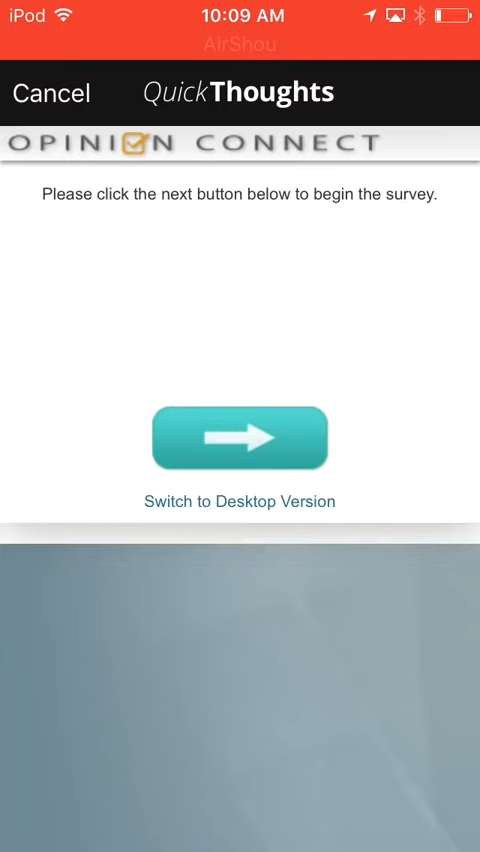 iPod 10:09 AM
AirShou
Cancel QuickThoughts
OPINION CONNECT
Please click the next button below to begin the survey.
Switch to Desktop Version